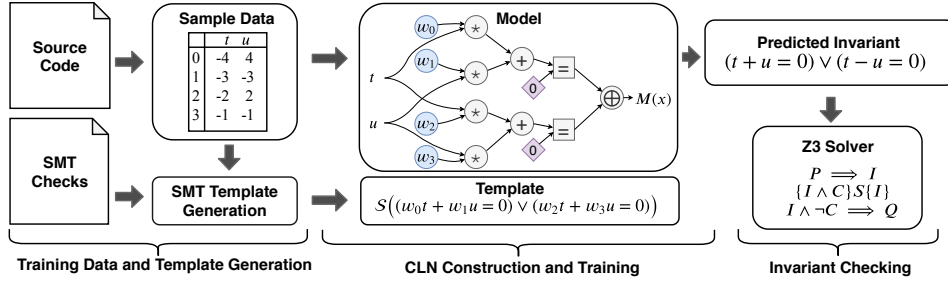 Source
Code
SMT
Checks
Sample Data
t u
0 -4 4
1 -3 -3
2 -2 2
3 -1 -1
SMT Template
Generation
Model
w₀
w₁
w₂
w₃
t
u
*
*
*
*
+
+
0
0
=
=
⊕
M(x)
Template
𝒮((w₀t + w₁u = 0) ∨ (w₂t + w₃u = 0))
Predicted Invariant
(t + u = 0) ∨ (t − u = 0)
Z3 Solver
P ⟹ I
{I ∧ C}S{I}
I ∧ ¬C ⟹ Q
Training Data and Template Generation
CLN Construction and Training
Invariant Checking